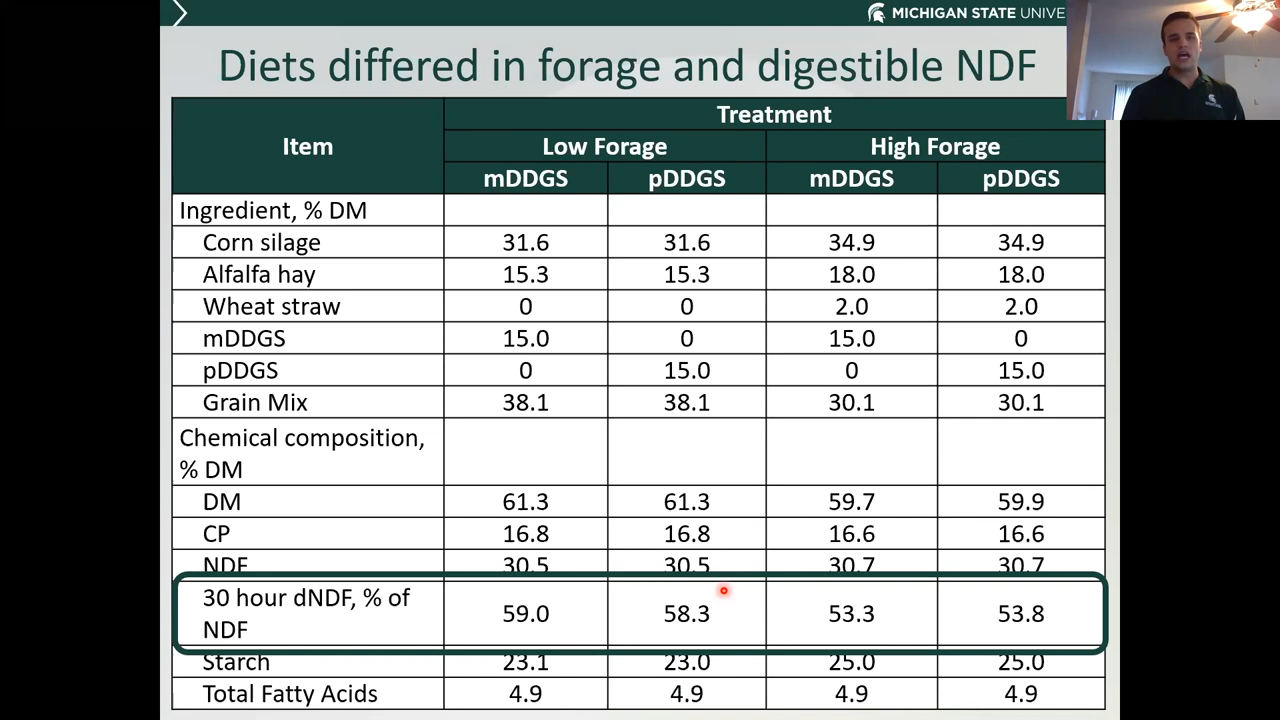 MICHIGAN STATE UNIVE
Diets differed in forage and digestible NDF
Item
Treatment
Low Forage High Forage
mDDGS pDDGS mDDGS pDDGS
Ingredient, % DM
Corn silage 31.6 31.6 34.9 34.9
Alfalfa hay 15.3 15.3 18.0 18.0
Wheat straw 0 0 2.0 2.0
mDDGS 15.0 0 15.0 0
pDDGS 0 15.0 0 15.0
Grain Mix 38.1 38.1 30.1 30.1
Chemical composition,
% DM
DM 61.3 61.3 59.7 59.9
CP 16.8 16.8 16.6 16.6
NDF 30.5 30.5 30.7 30.7
30 hour dNDF, % of
NDF 59.0 58.3 53.3 53.8
Starch 23.1 23.0 25.0 25.0
Total Fatty Acids 4.9 4.9 4.9 4.9